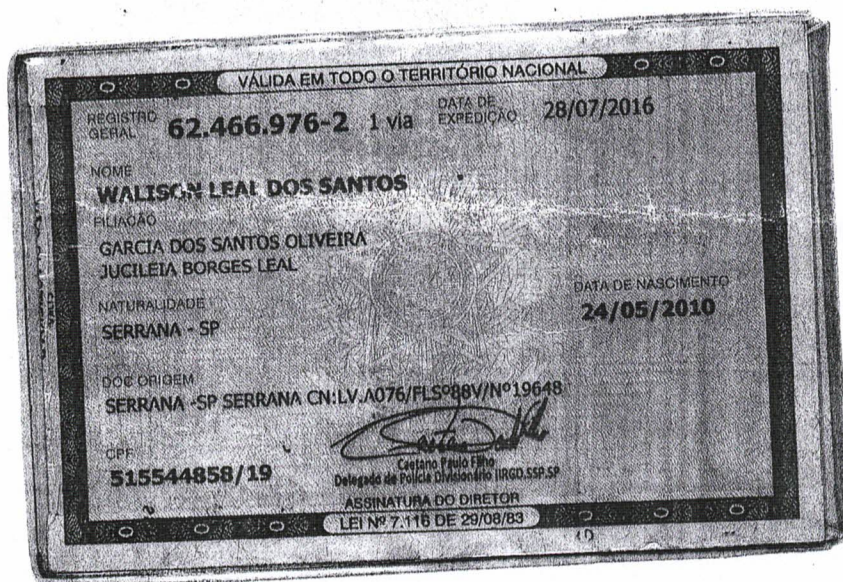 VÁLIDA EM TODO O TERRITÓRIO NACIONAL
REGISTRO GERAL 62.466.976-2 1 via DATA DE EXPEDIÇÃO 28/07/2016
NOME
WALISON LEAL DOS SANTOS
FILIAÇÃO
GARCIA DOS SANTOS OLIVEIRA
JUCILEIA BORGES LEAL
NATURALIDADE DATA DE NASCIMENTO
SERRANA - SP 24/05/2010
DOC ORIGEM
SERRANA -SP SERRANA CN:LV.A076/FLSº88V/Nº19648
CPF
515544858/19
Caetano Paulo Filho
Delegado de Polícia Divisionário IIRGD.SSP.SP
ASSINATURA DO DIRETOR
LEI Nº 7.116 DE 29/08/83